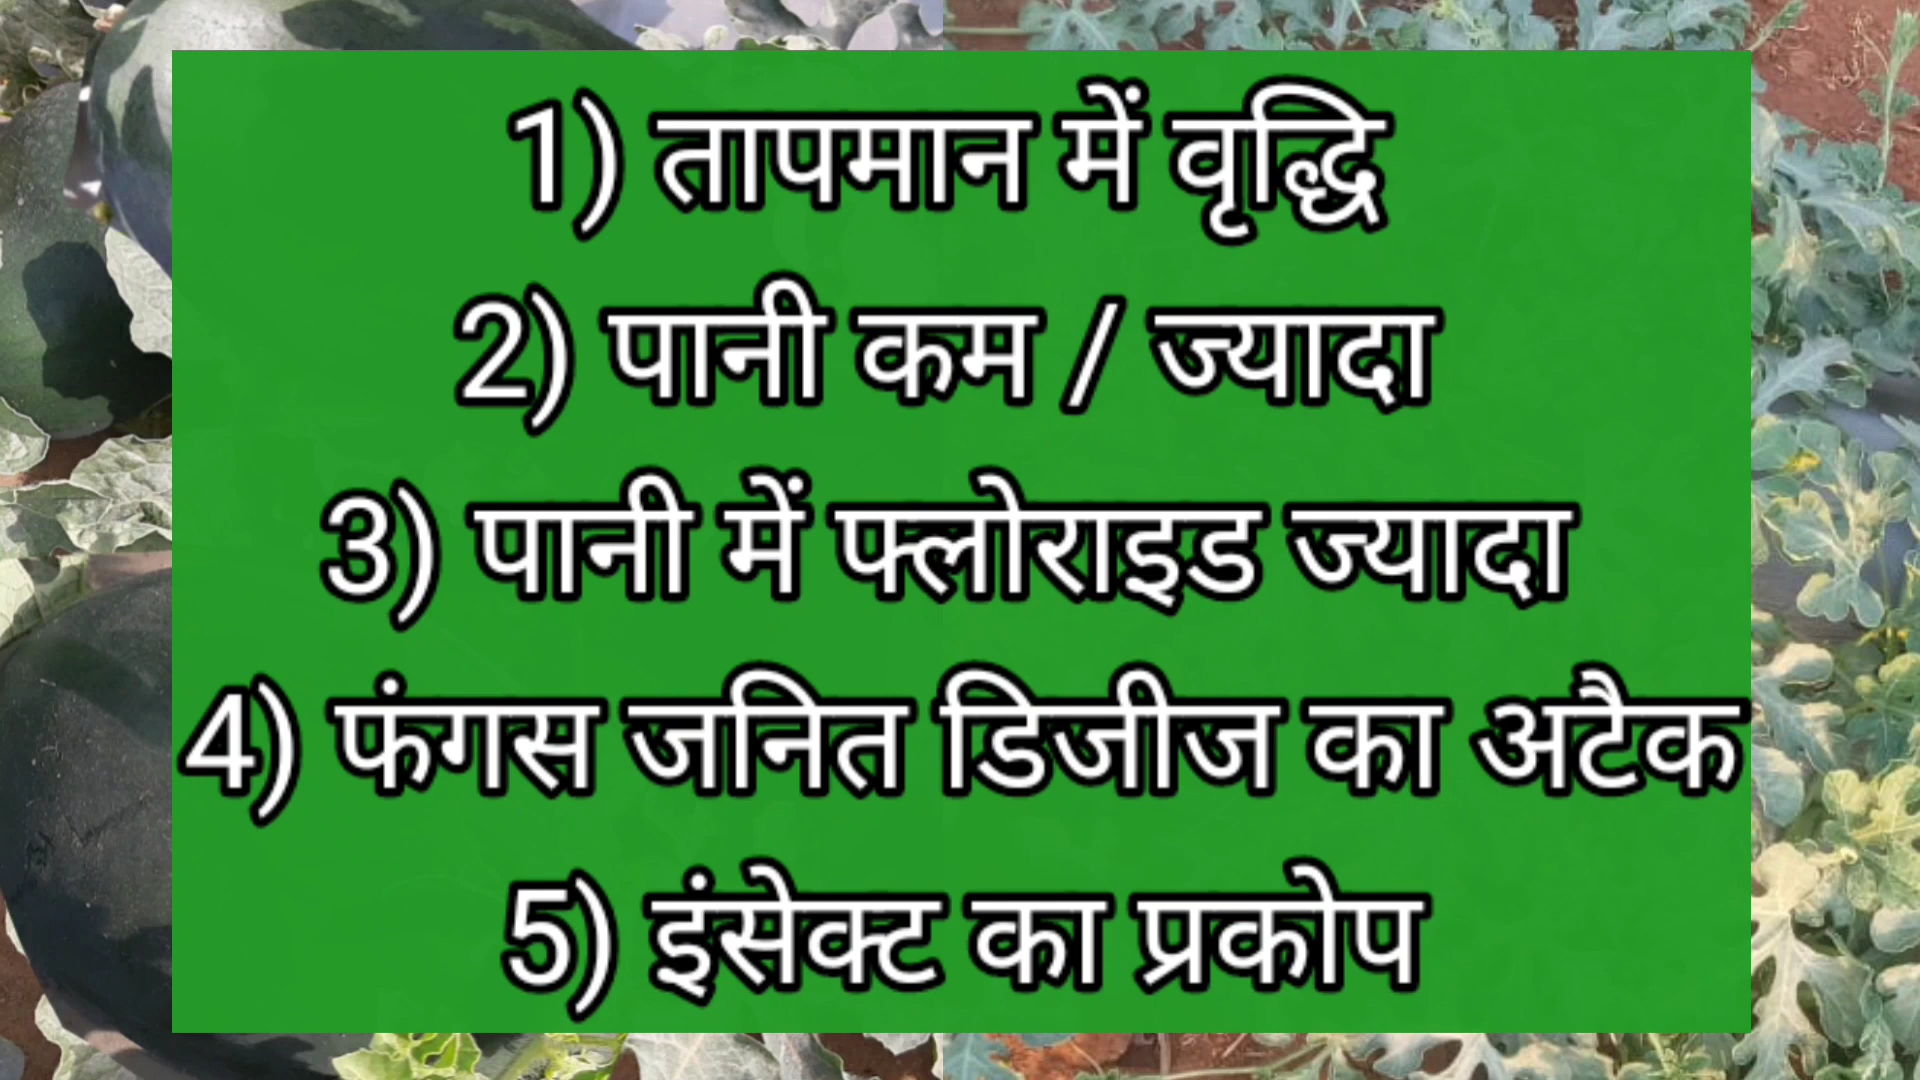 1) तापमान में वृद्धि
2) पानी कम / ज्यादा
3) पानी में फ्लोराइड ज्यादा
4) फंगस जनित डिजीज का अटैक
5) इंसेक्ट का प्रकोप